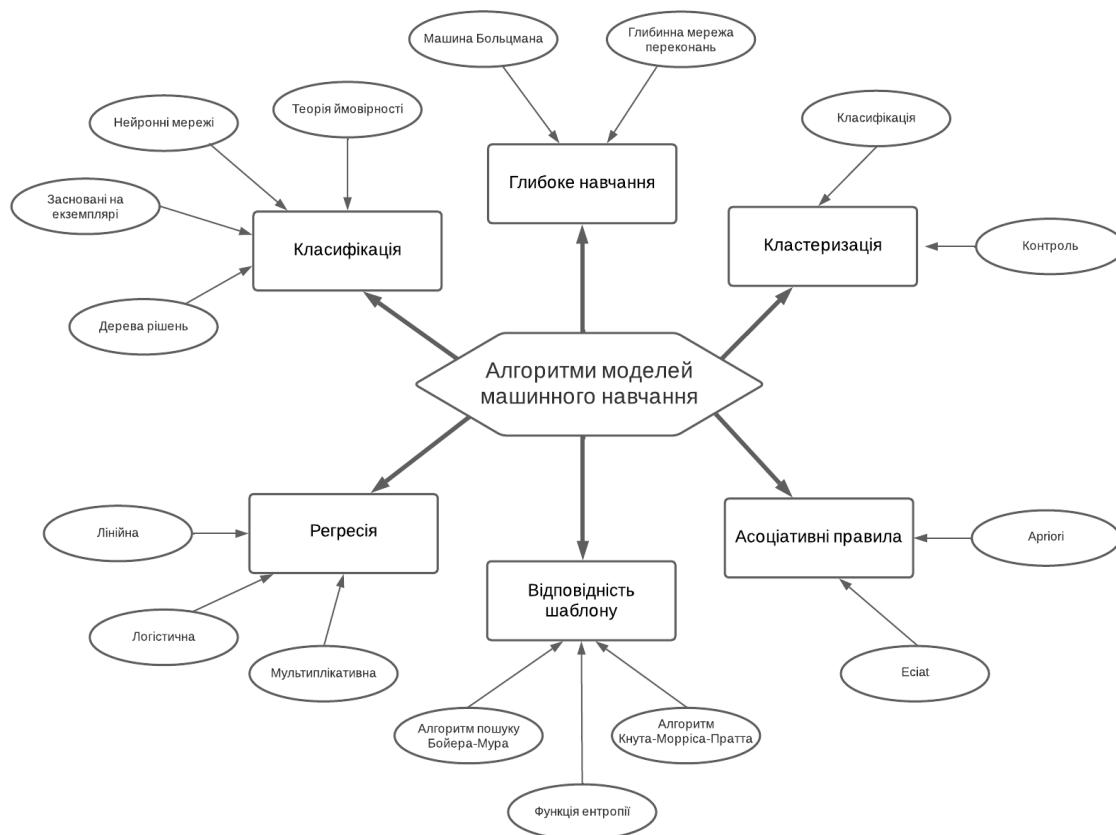 Машина Больцмана
Глибинна мережа
переконань
Теорія ймовірності
Нейронні мережі
Класифікація
Глибоке навчання
Засновані на
екземплярі
Класифікація
Кластеризація
Контроль
Дерева рішень
Алгоритми моделей
машинного навчання
Лінійна
Регресія
Асоціативні правила
Apriori
Відповідність
шаблону
Логістична
Мультиплікативна
Eciat
Алгоритм пошуку
Бойера-Мура
Алгоритм
Кнута-Морріса-Пратта
Функція ентропії